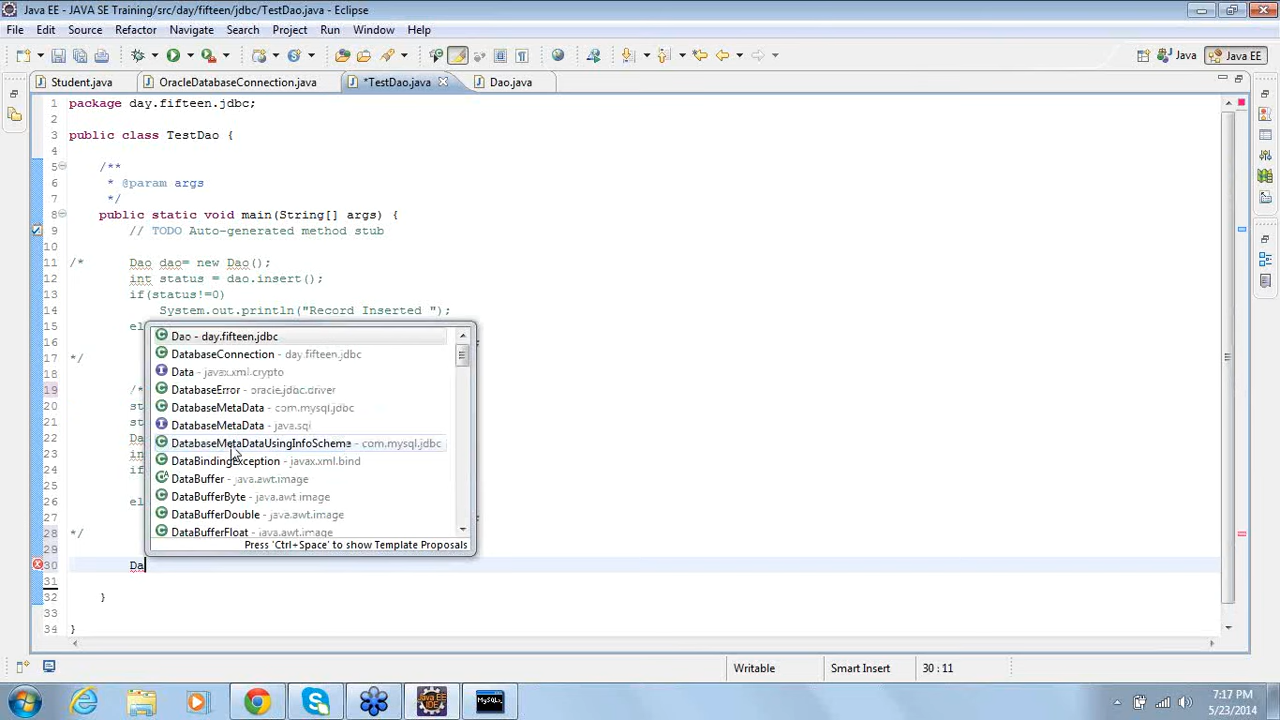 Java EE - JAVA SE Training/src/day/fifteen/jdbc/TestDao.java - Eclipse
File Edit Source Refactor Navigate Search Project Run Window Help
Java Java EE
Student.java OracleDatabaseConnection.java *TestDao.java Dao.java
1 package day.fifteen.jdbc;
2
3 public class TestDao {
4
5 /**
6 * @param args
7 */
8 public static void main(String[] args) {
9 // TODO Auto-generated method stub
10
11 /* Dao dao= new Dao();
12 int status = dao.insert();
13 if(status!=0)
14 System.out.println("Record Inserted ");
15 el
Dao - day.fifteen.jdbc
DatabaseConnection - day.fifteen.jdbc
17 */
Data - javax.xml.crypto
19 /*
DatabaseError - oracle.jdbc.driver
20 st
DatabaseMetaData - com.mysql.jdbc
21 st
DatabaseMetaData - java.sql
22 Da
DatabaseMetaDataUsingInfoScheme - com.mysql.jdbc
23 in
DataBindingException - javax.xml.bind
24 if
DataBuffer - java.awt.image
DataBufferByte - java.awt.image
26 el
DataBufferDouble - java.awt.image
28 */
DataBufferFloat - java.awt.image
Press 'Ctrl+Space' to show Template Proposals
29
30 Da
31
32 }
33
34 }
Writable Smart Insert 30 : 11
7:17 PM
5/23/2014